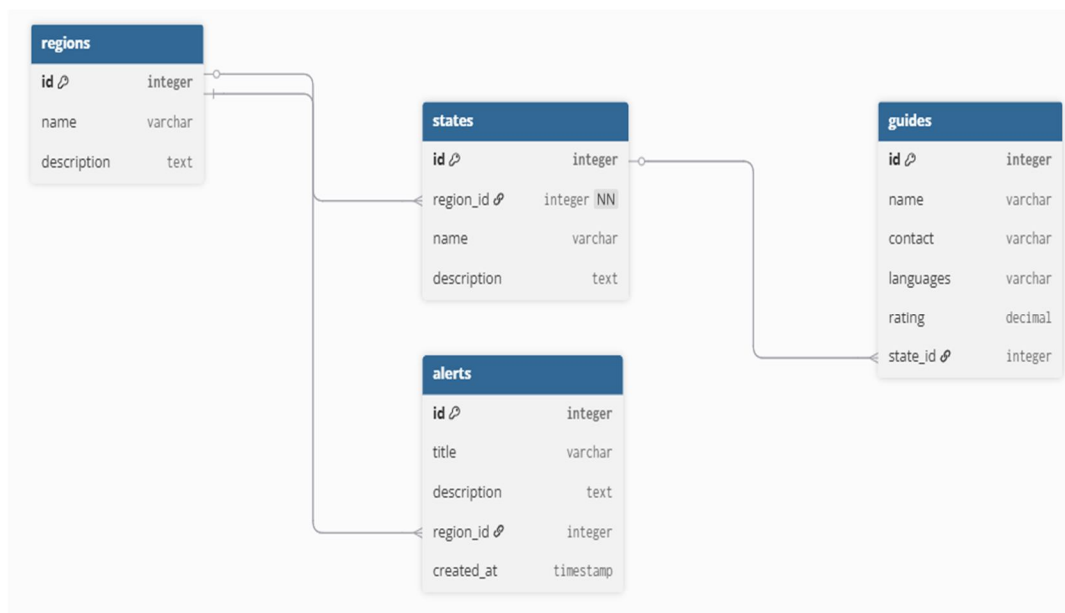 regions
id integer
name varchar
description text
states
id integer
region_id integer NN
name varchar
description text
guides
id integer
name varchar
contact varchar
languages varchar
rating decimal
state_id integer
alerts
id integer
title varchar
description text
region_id integer
created_at timestamp